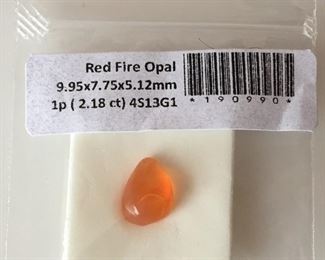 Red Fire Opal
9.95x7.75x5.12mm
1p ( 2.18 ct) 4S13G1
*190990*